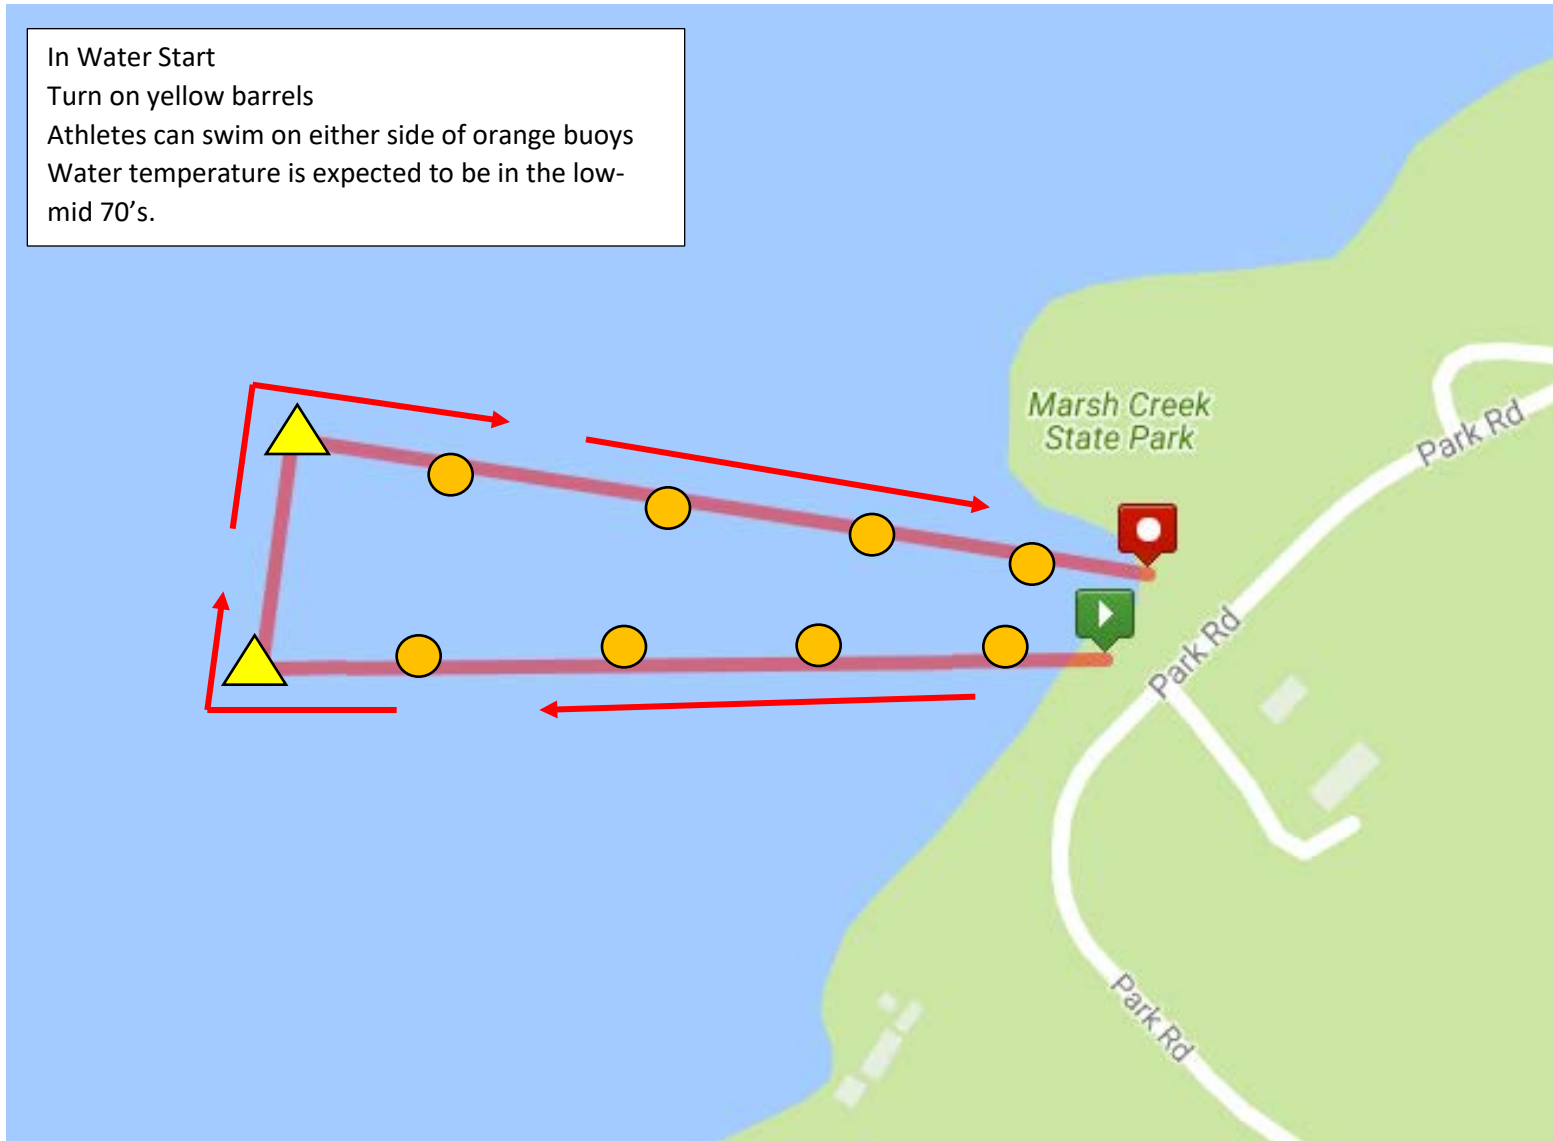 In Water Start
Turn on yellow barrels
Athletes can swim on either side of orange buoys
Water temperature is expected to be in the low-
mid 70’s.
Marsh Creek
State Park
Park Rd
Park Rd
Park Rd